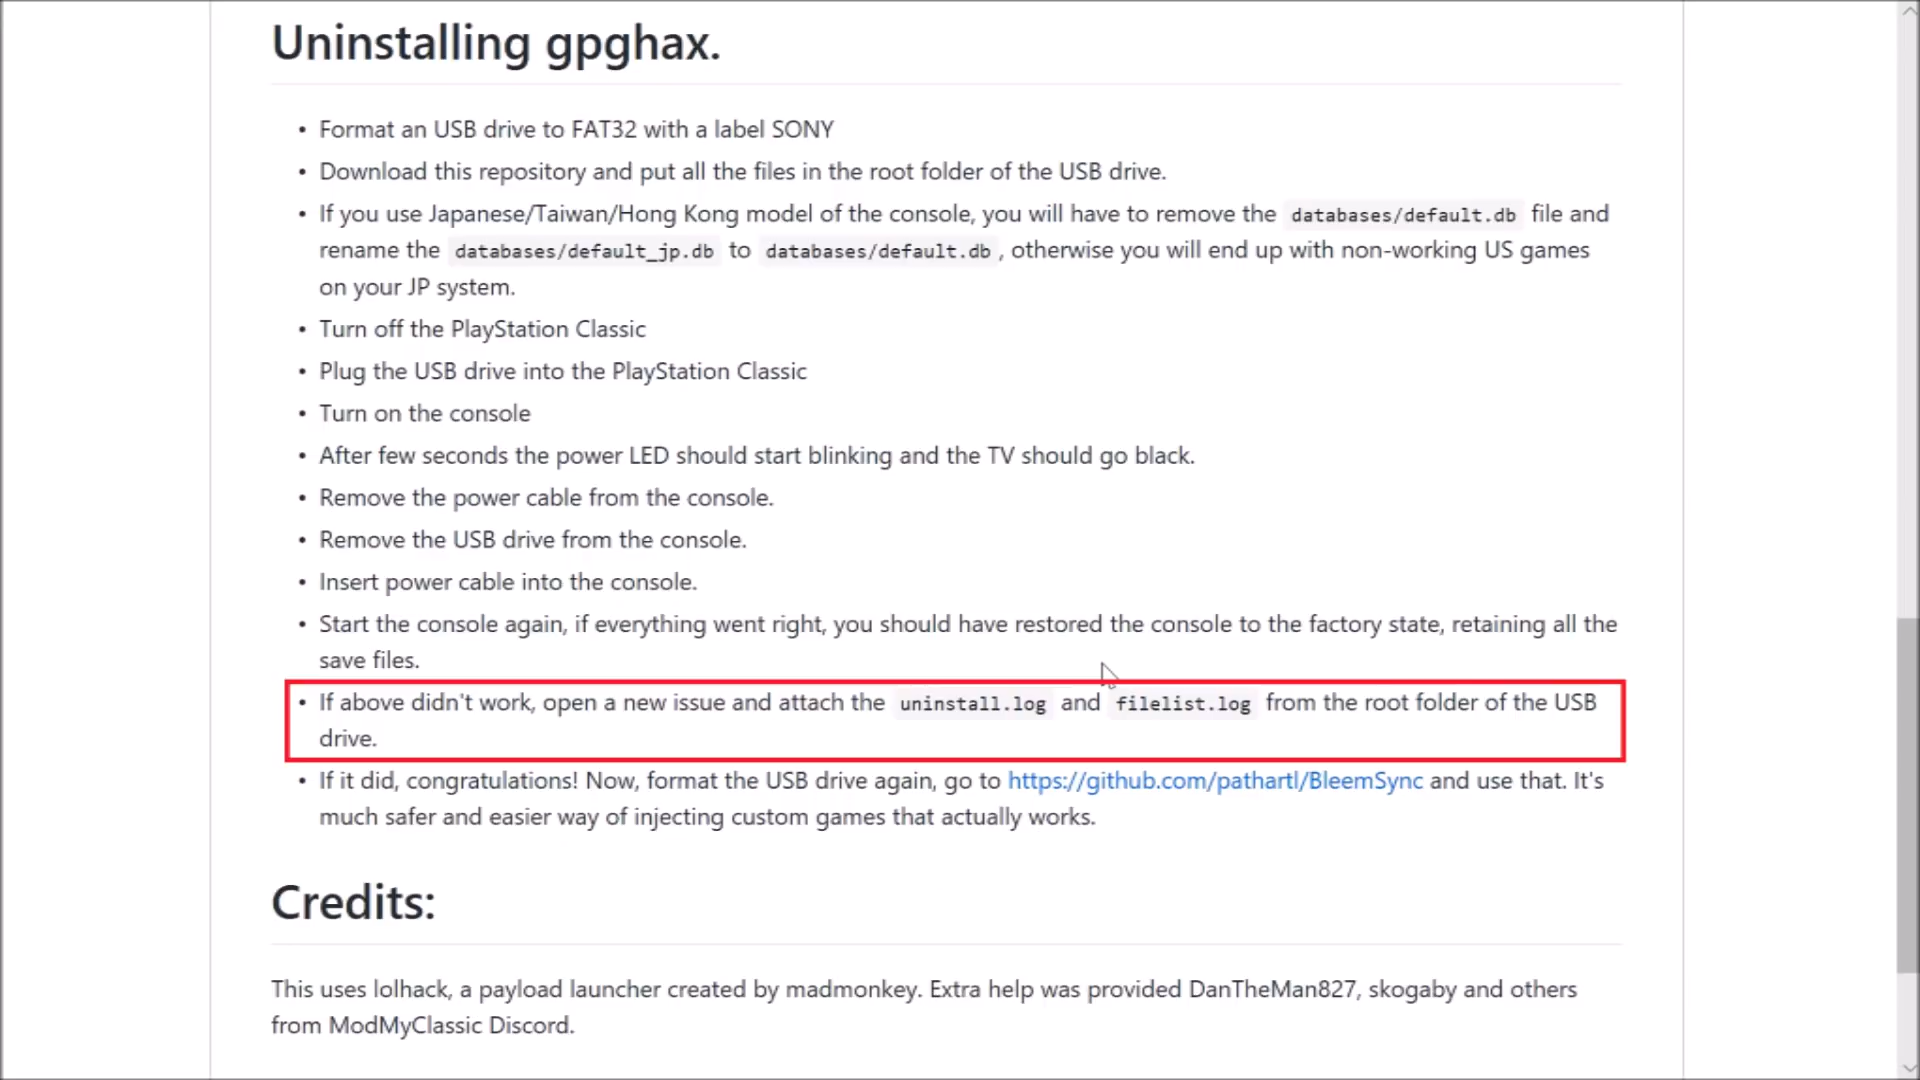 Uninstalling gpghax.
• Format an USB drive to FAT32 with a label SONY
• Download this repository and put all the files in the root folder of the USB drive.
• If you use Japanese/Taiwan/Hong Kong model of the console, you will have to remove the databases/default.db file and
rename the databases/default_jp.db to databases/default.db , otherwise you will end up with non-working US games
on your JP system.
• Turn off the PlayStation Classic
• Plug the USB drive into the PlayStation Classic
• Turn on the console
• After few seconds the power LED should start blinking and the TV should go black.
• Remove the power cable from the console.
• Remove the USB drive from the console.
• Insert power cable into the console.
• Start the console again, if everything went right, you should have restored the console to the factory state, retaining all the
save files.
• If above didn't work, open a new issue and attach the uninstall.log and filelist.log from the root folder of the USB
drive.
• If it did, congratulations! Now, format the USB drive again, go to https://github.com/pathartl/BleemSync and use that. It's
much safer and easier way of injecting custom games that actually works.
Credits:
This uses lolhack, a payload launcher created by madmonkey. Extra help was provided DanTheMan827, skogaby and others
from ModMyClassic Discord.